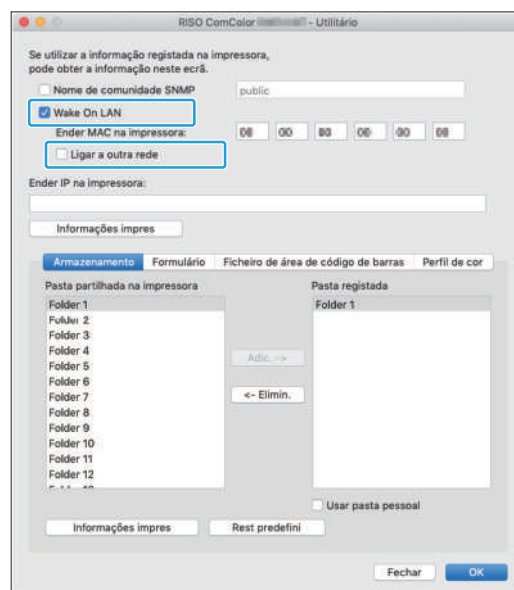 RISO ComColor - Utilitário
Se utilizar a informação registada na impressora,
pode obter a informação neste ecrã.
Nome de comunidade SNMP public
Wake On LAN
Ender MAC na impressora: 00 00 00 00 00 00
Ligar a outra rede
Ender IP na impressora:
Informações impres
Armazenamento Formulário Ficheiro de área de código de barras Perfil de cor
Pasta partilhada na impressora Pasta registada
Folder 1 Folder 1
Folder 2
Folder 3
Folder 4
Folder 5
Folder 6
Folder 7
Folder 8
Folder 9
Folder 10
Folder 11
Folder 12
Adic. ->
<- Elimin.
Usar pasta pessoal
Informações impres Rest predefini
Fechar OK